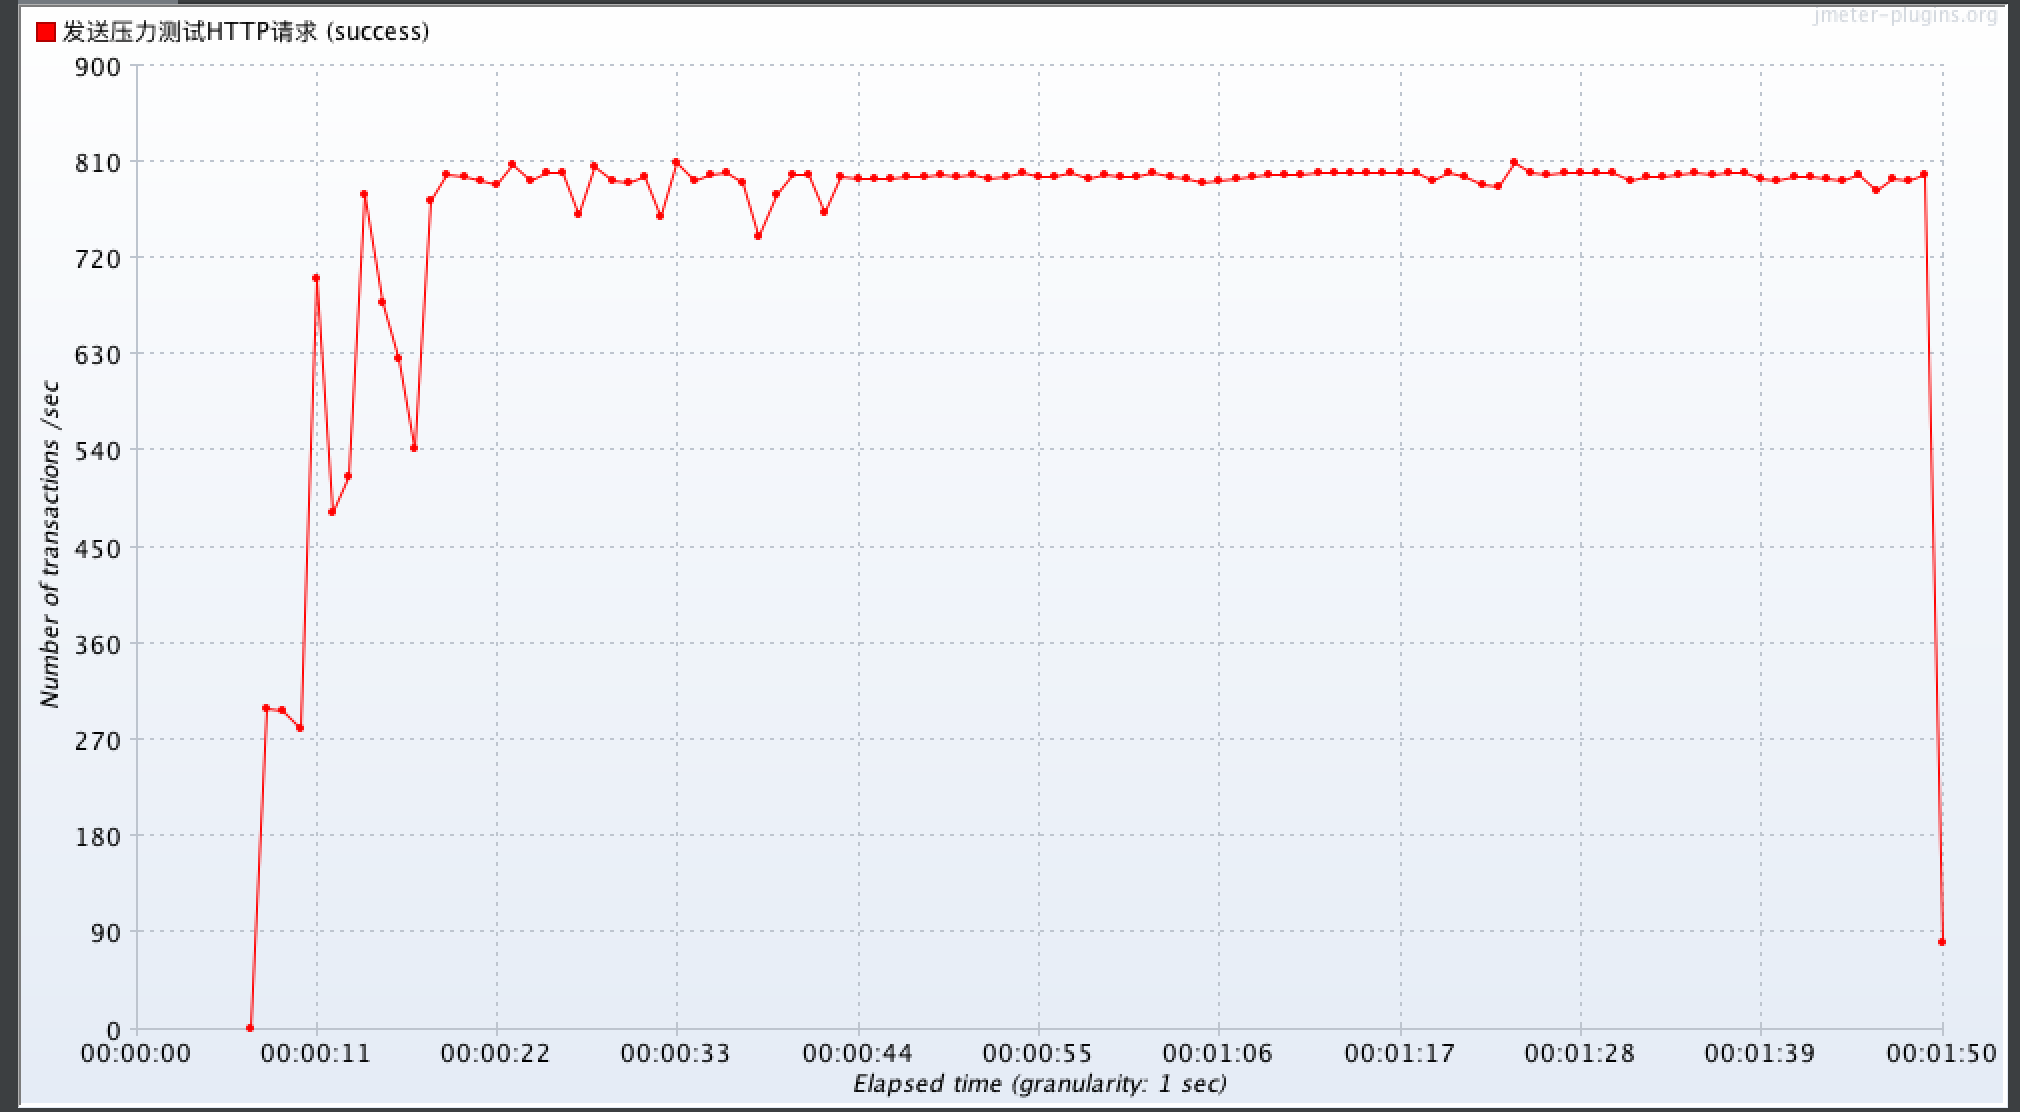 jmeter-plugins.org
发送压力测试HTTP请求 (success)
900
810
720
630
540
450
360
270
180
90
0
Number of transactions /sec
00:00:00 00:00:11 00:00:22 00:00:33 00:00:44 00:00:55 00:01:06 00:01:17 00:01:28 00:01:39 00:01:50
Elapsed time (granularity: 1 sec)